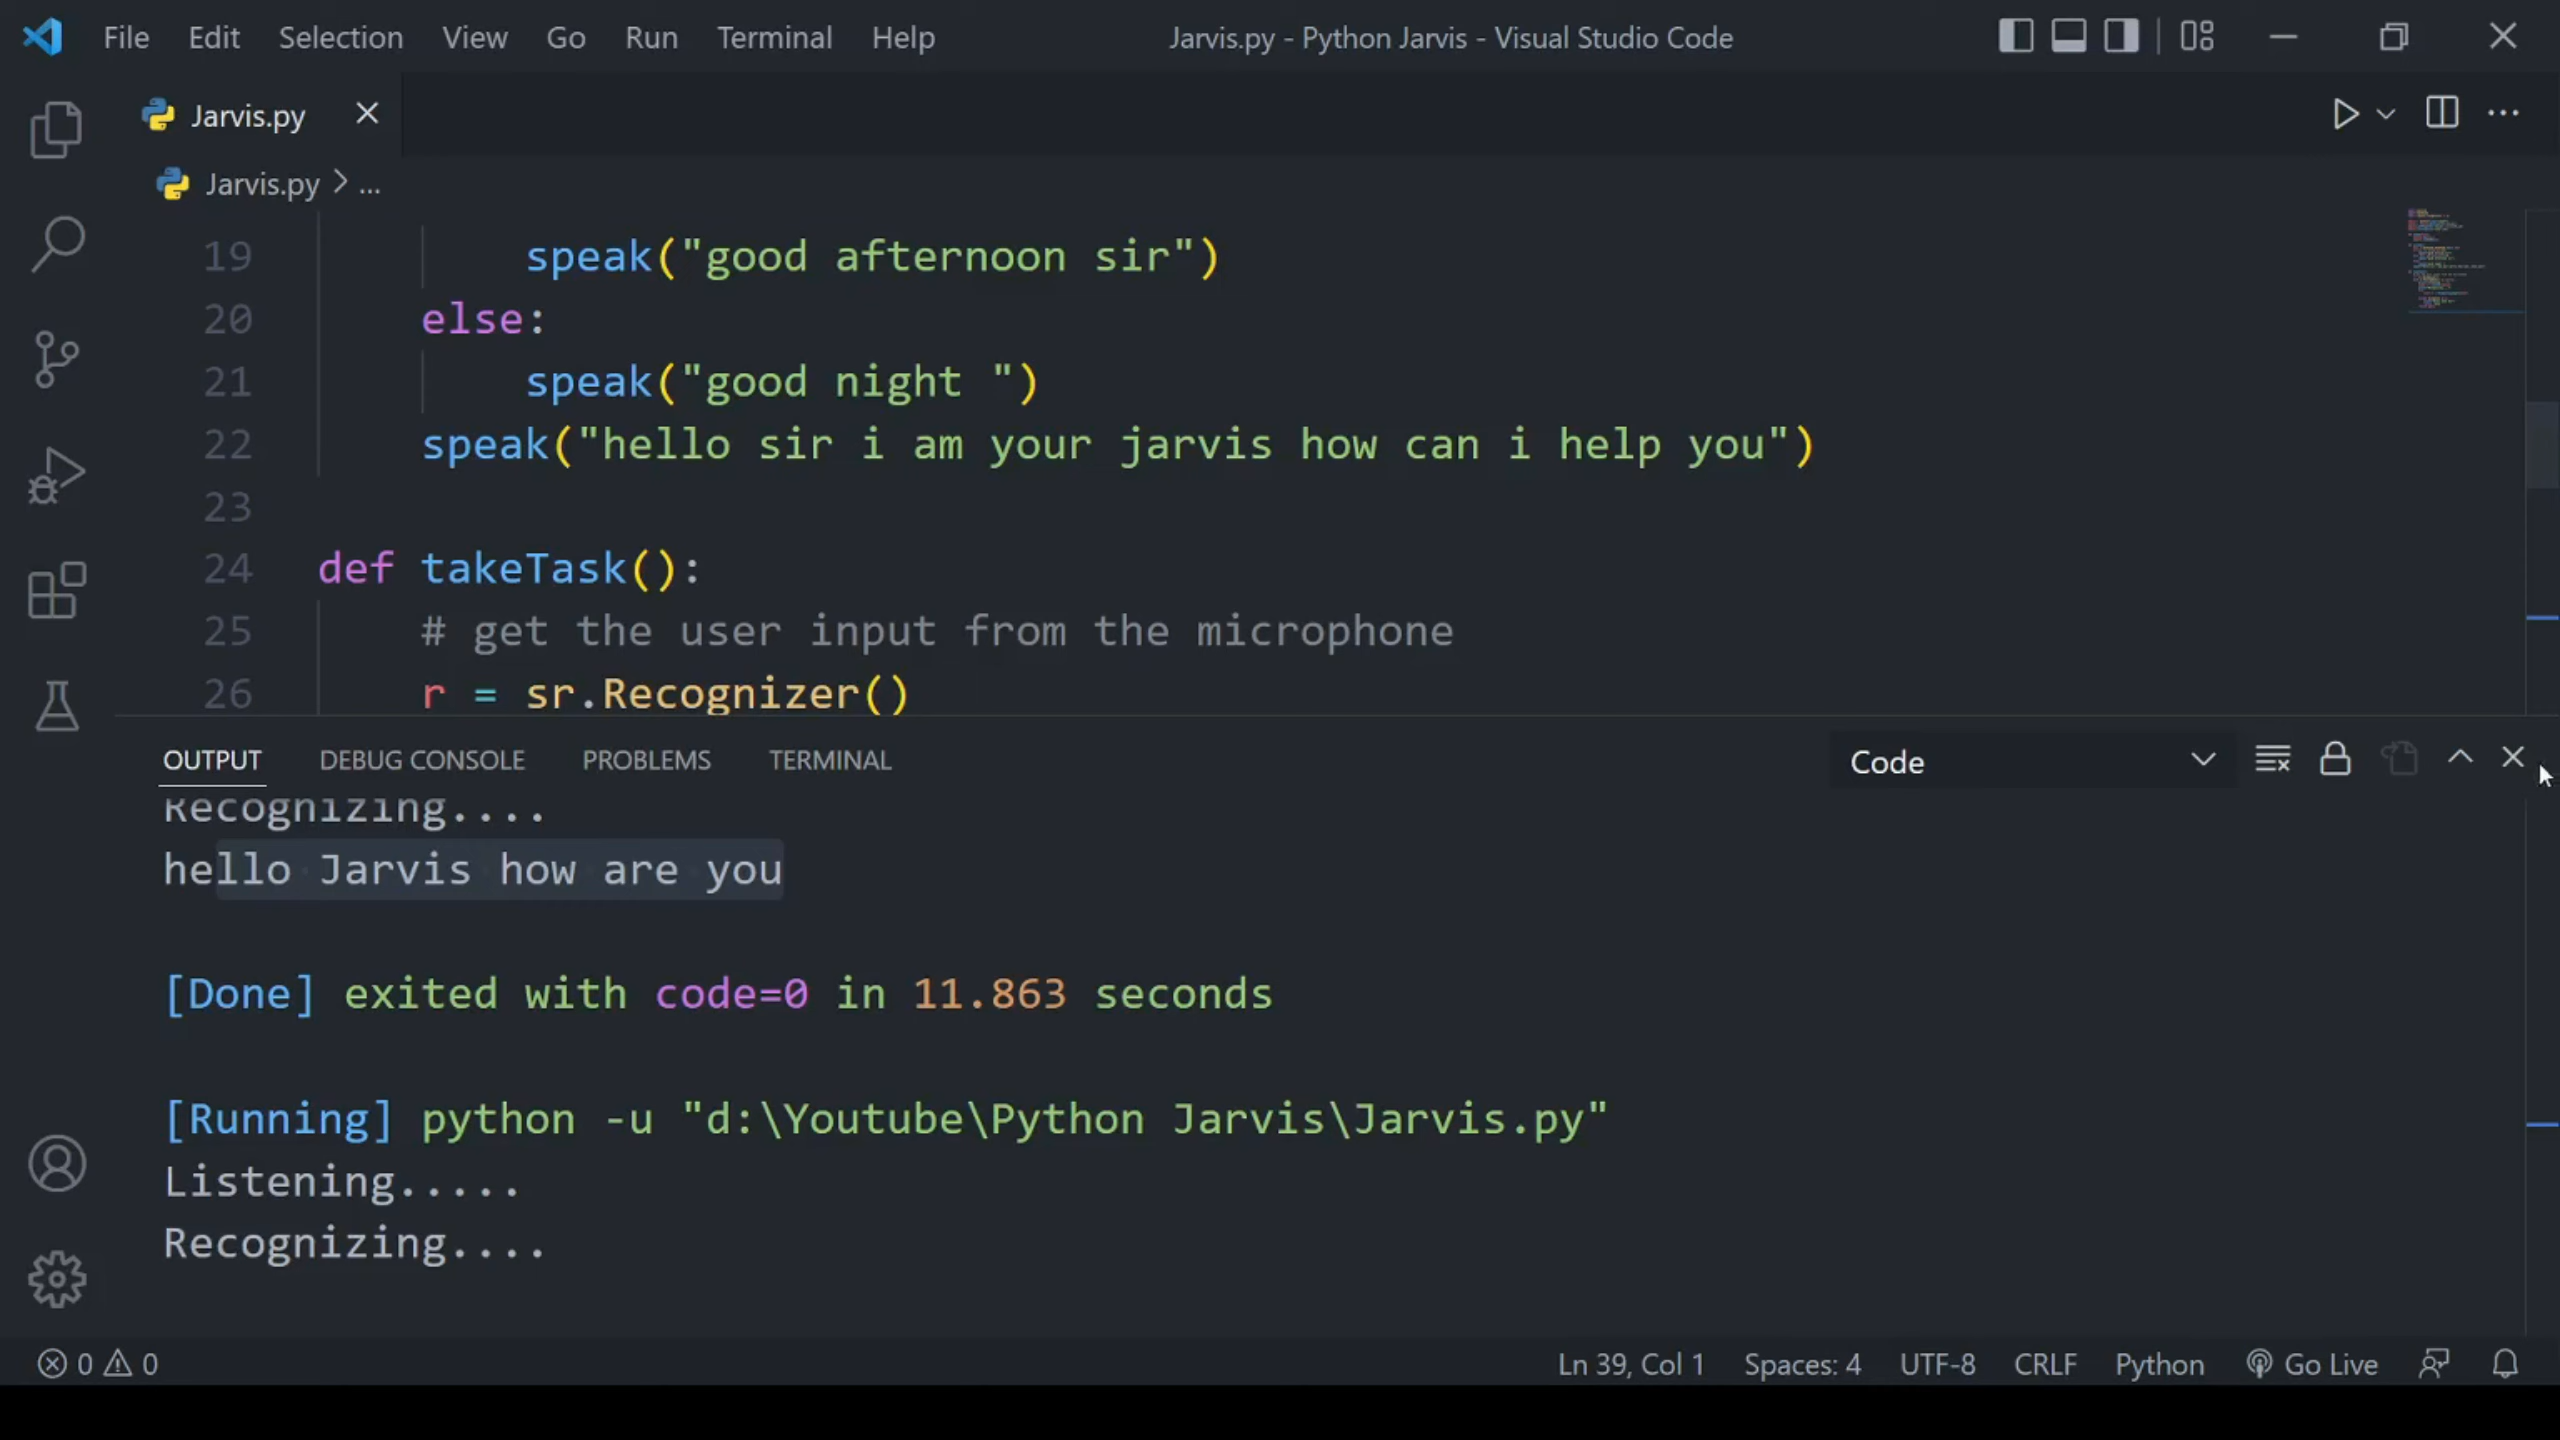 File Edit Selection View Go Run Terminal Help Jarvis.py - Python Jarvis - Visual Studio Code
Jarvis.py
Jarvis.py > ...
19 speak("good afternoon sir")
20 else:
21 speak("good night ")
22 speak("hello sir i am your jarvis how can i help you")
23
24 def takeTask():
25 # get the user input from the microphone
26 r = sr.Recognizer()
OUTPUT DEBUG CONSOLE PROBLEMS TERMINAL Code
Recognizing....
hello Jarvis how are you
[Done] exited with code=0 in 11.863 seconds
[Running] python -u "d:\Youtube\Python Jarvis\Jarvis.py"
Listening.....
Recognizing....
0 0 Ln 39, Col 1 Spaces: 4 UTF-8 CRLF Python Go Live